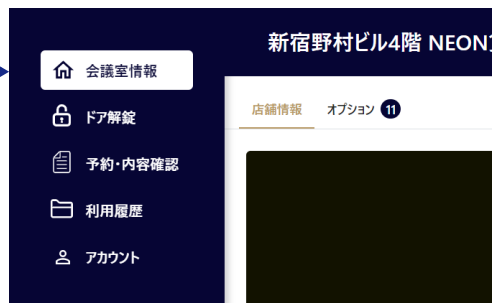 新宿野村ビル4階 NEON
会議室情報
ドア解錠
予約・内容確認
利用履歴
アカウント
店舗情報
オプション 11